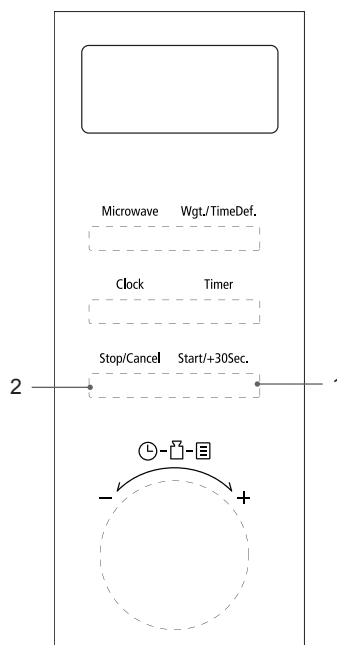 Microwave Wgt./TimeDef.
Clock Timer
Stop/Cancel Start/+30Sec.
2 1
- +